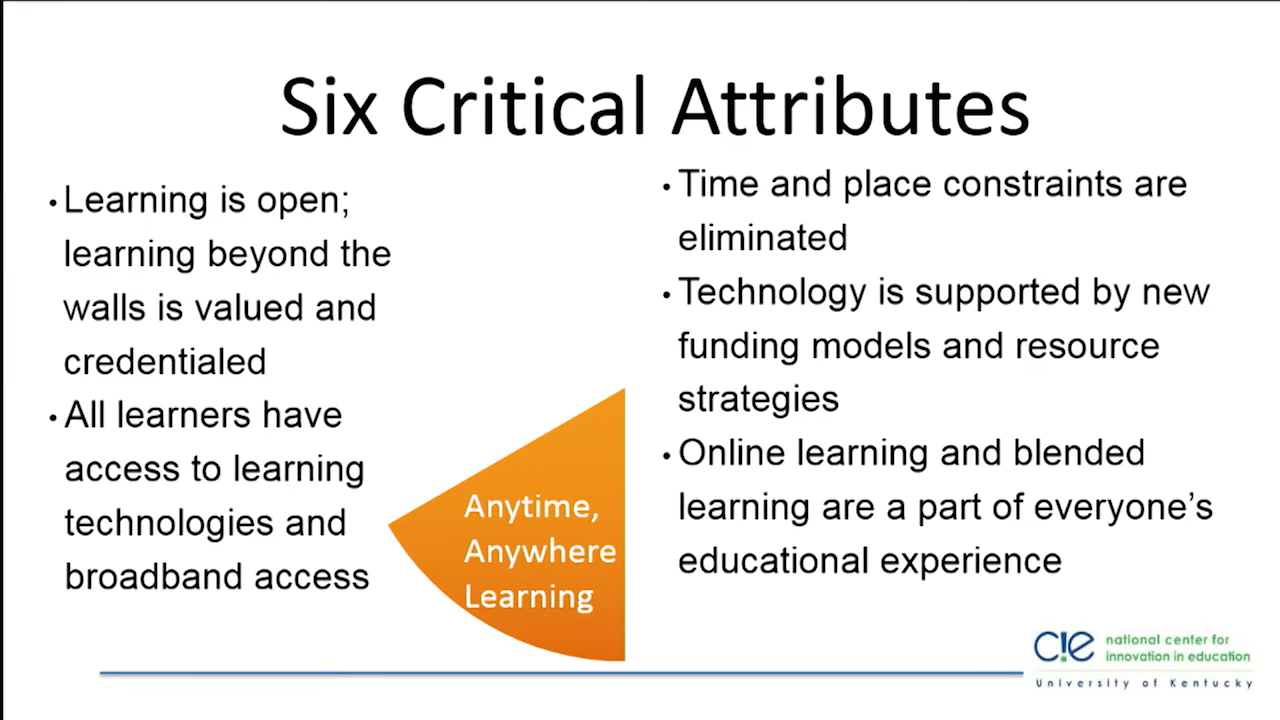 Six Critical Attributes
• Learning is open;
learning beyond the
walls is valued and
credentialed
• All learners have
access to learning
technologies and
broadband access
Anytime,
Anywhere
Learning
• Time and place constraints are
eliminated
• Technology is supported by new
funding models and resource
strategies
• Online learning and blended
learning are a part of everyone’s
educational experience
c!e
national center for
innovation in education
University of Kentucky